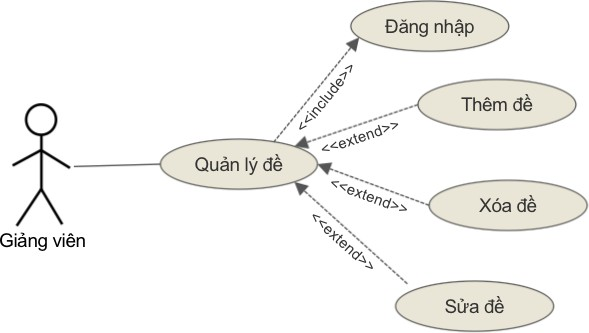 Đăng nhập
<<include>>
Thêm đề
<<extend>>
Quản lý đề
<<extend>>
Xóa đề
<<extend>>
Giảng viên
Sửa đề